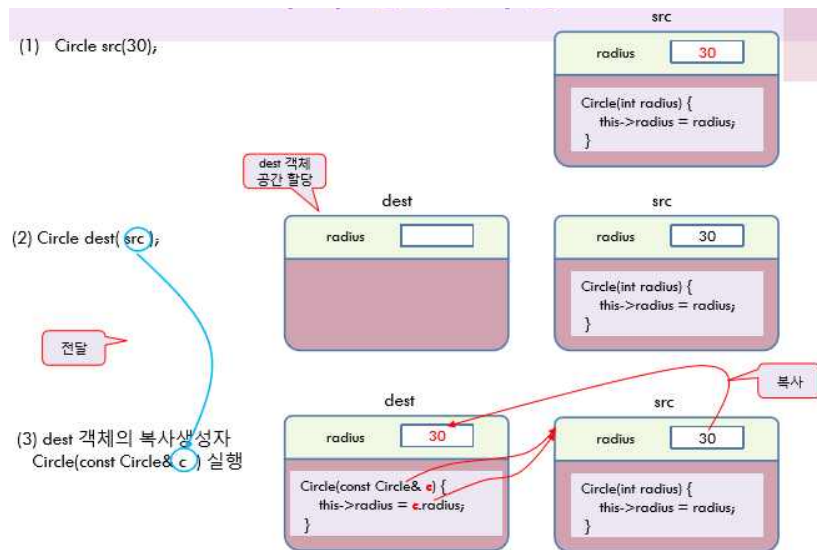 src
(1) Circle src(30);
radius 30
Circle(int radius) {
this->radius = radius;
}
dest 객체
공간 할당
dest
src
(2) Circle dest( src );
radius
radius 30
Circle(int radius) {
this->radius = radius;
}
전달
복사
dest
src
(3) dest 객체의 복사생성자
Circle(const Circle& c ) 실행
radius 30
radius 30
Circle(const Circle& c) {
this->radius = c.radius;
}
Circle(int radius) {
this->radius = radius;
}